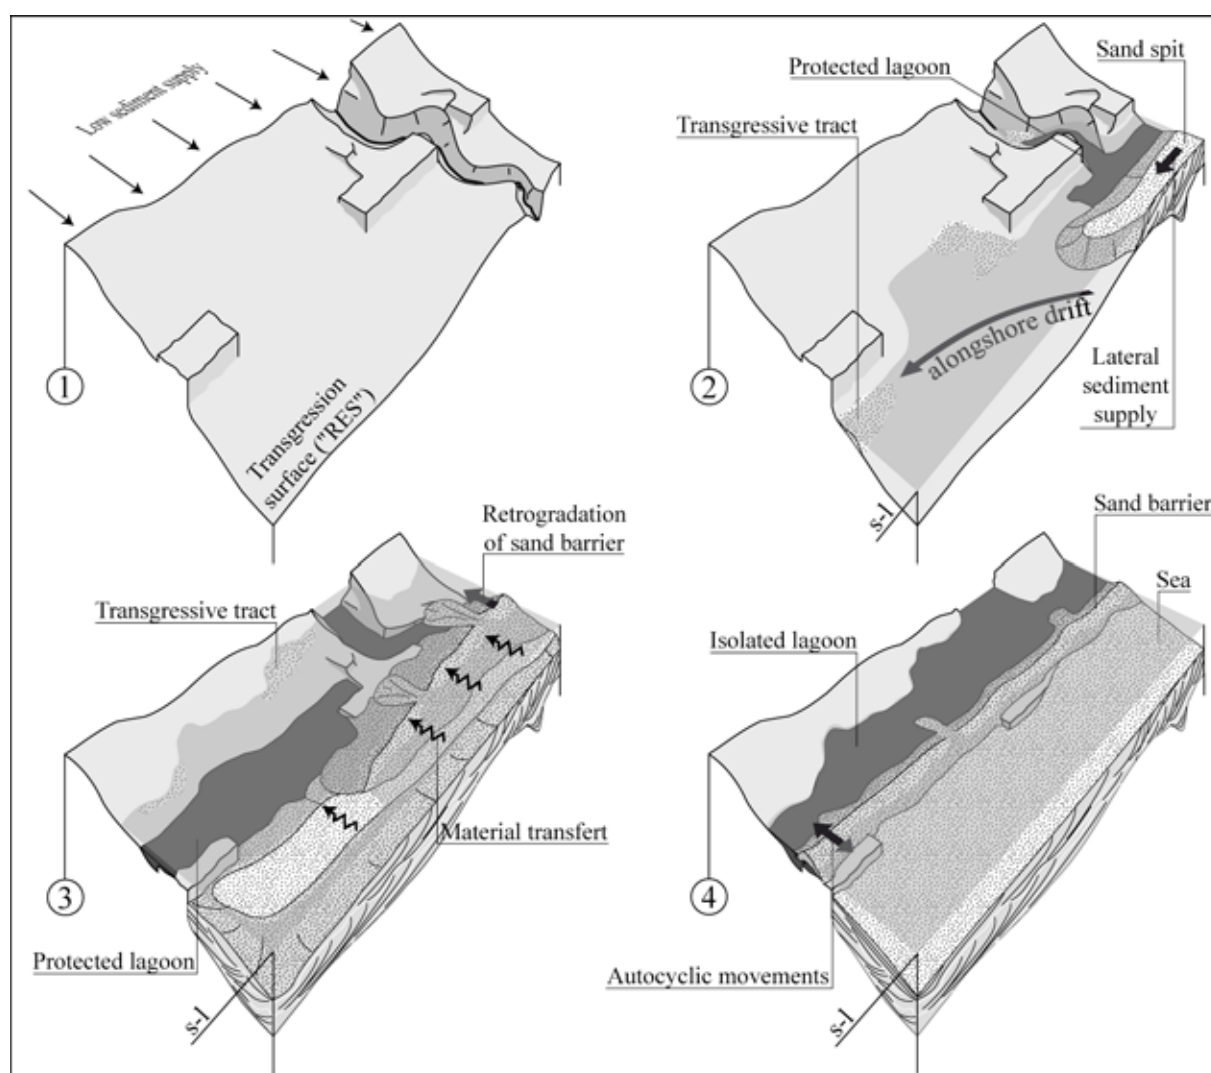 Low sediment supply
1
Transgression
surface ("RES")
Sand spit
Protected lagoon
Transgressive tract
alongshore drift
2
Lateral
sediment
supply
s-l
Retrogradation
of sand barrier
Transgressive tract
3
Material transfert
Protected lagoon
s-l
Sand barrier
Sea
Isolated lagoon
4
Autocyclic movements
s-l